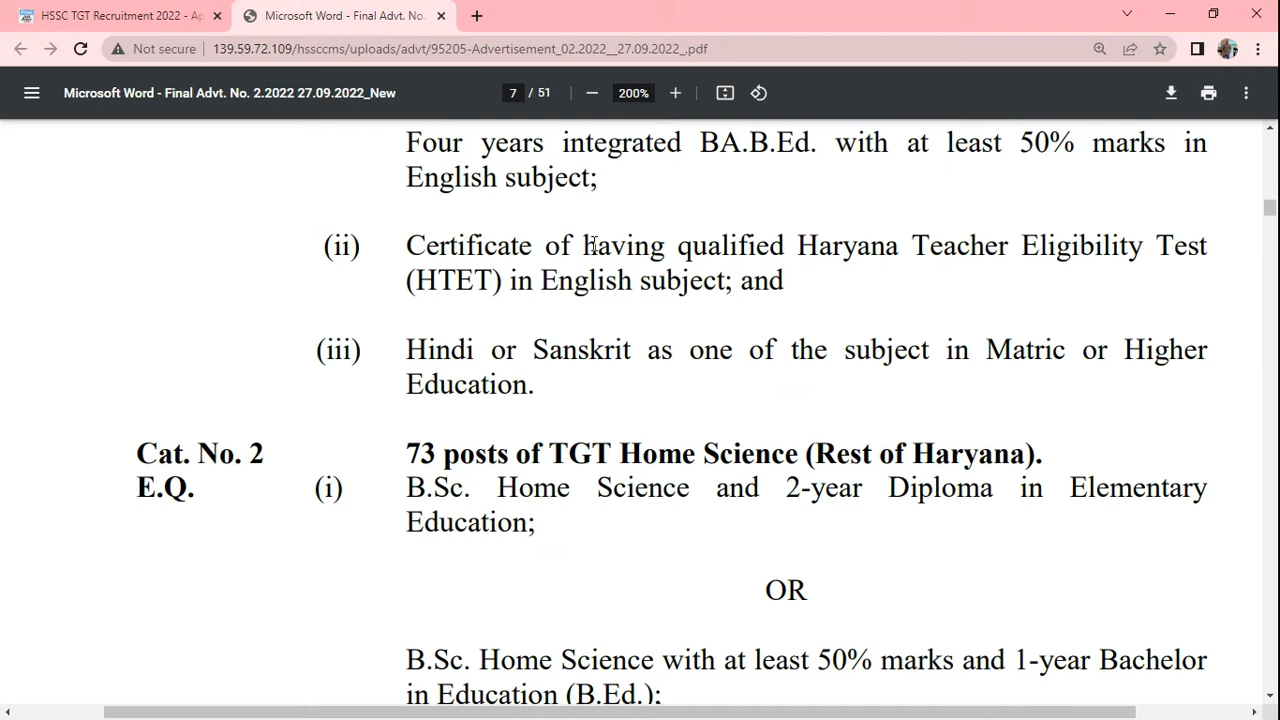 HSSC TGT Recruitment 2022 - Ap
Microsoft Word - Final Advt. No.
Not secure
139.59.72.109/hssccms/uploads/advt/95205-Advertisement_02.2022__27.09.2022_.pdf
Microsoft Word - Final Advt. No. 2.2022 27.09.2022_New
7 / 51
200%
Four years integrated BA.B.Ed. with at least 50% marks in
English subject;
(ii) Certificate of having qualified Haryana Teacher Eligibility Test
(HTET) in English subject; and
(iii) Hindi or Sanskrit as one of the subject in Matric or Higher
Education.
Cat. No. 2 73 posts of TGT Home Science (Rest of Haryana).
E.Q. (i) B.Sc. Home Science and 2-year Diploma in Elementary
Education;
OR
B.Sc. Home Science with at least 50% marks and 1-year Bachelor
in Education (B.Ed.);